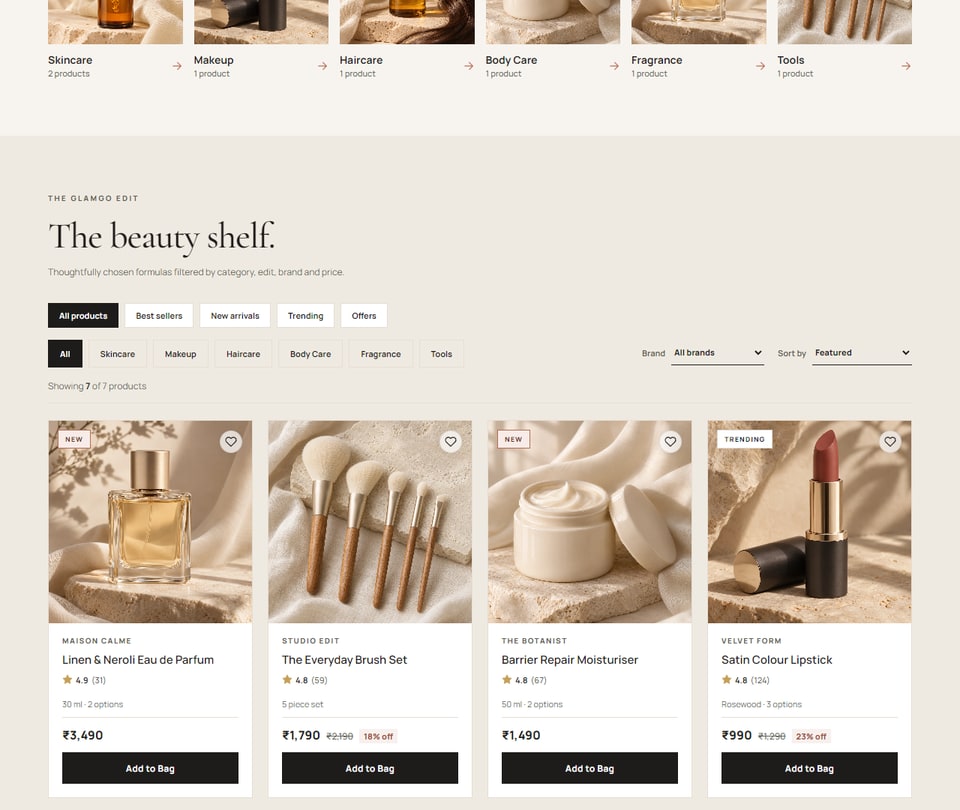 Skincare
2 products
Makeup
1 product
Haircare
1 product
Body Care
1 product
Fragrance
1 product
Tools
1 product
THE GLAMGO EDIT
The beauty shelf.
Thoughtfully chosen formulas filtered by category, edit, brand and price.
All products Best sellers New arrivals Trending Offers
All Skincare Makeup Haircare Body Care Fragrance Tools Brand All brands Sort by Featured
Showing 7 of 7 products
NEW
MAISON CALME
Linen & Neroli Eau de Parfum
4.9 (31)
30 ml · 2 options
₹3,490
Add to Bag
STUDIO EDIT
The Everyday Brush Set
4.8 (59)
5 piece set
₹1,790 ₹2,190 18% off
Add to Bag
NEW
THE BOTANIST
Barrier Repair Moisturiser
4.8 (67)
50 ml · 2 options
₹1,490
Add to Bag
TRENDING
VELVET FORM
Satin Colour Lipstick
4.8 (124)
Rosewood · 3 options
₹990 ₹1,290 23% off
Add to Bag